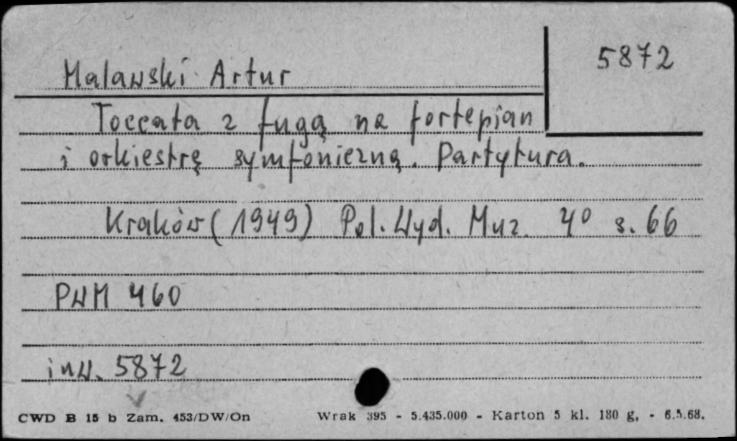 5872
Malawski Artur
Toccata z fugą na fortepian
i orkiestrę symfoniczną. Partytura.
Kraków (1949) Pol. Wyd. Muz. 4° s. 66
PWM 460
inw. 5872
CWD B 15 b Zam. 453/DW/On Wrak 395 - 5.435.000 - Karton 5 kl. 180 g. - 6.5.68.